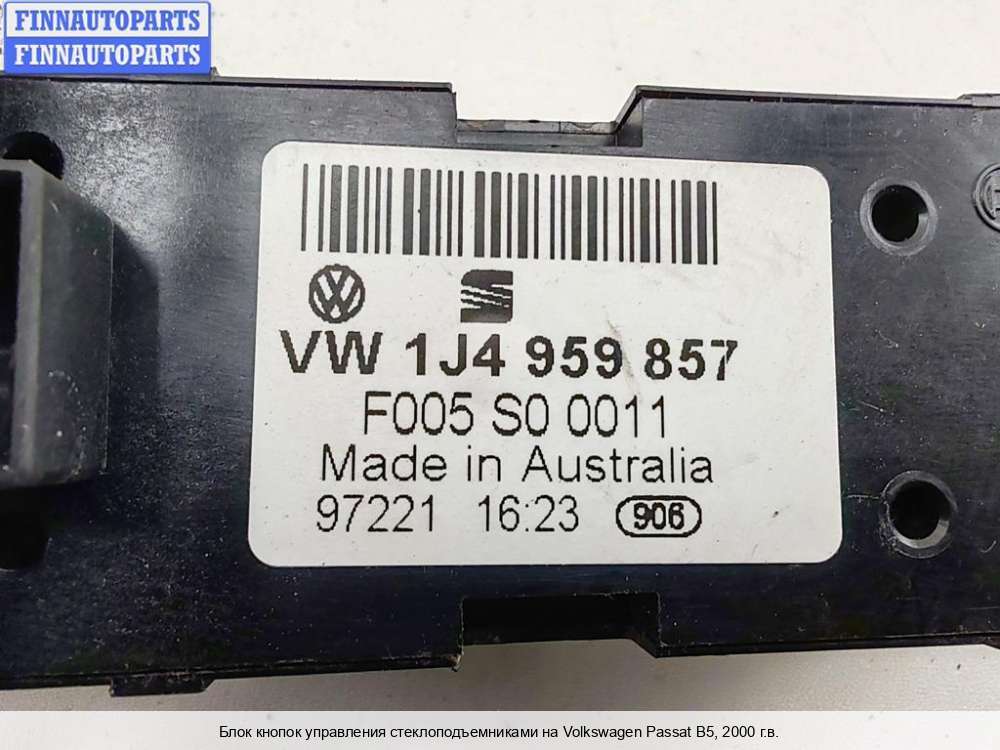 FINNAUTOPARTS
FINNAUTOPARTS
VW 1J4 959 857
F005 S0 0011
Made in Australia
97221 16:23 906
Блок кнопок управления стеклоподъемниками на Volkswagen Passat B5, 2000 г.в.